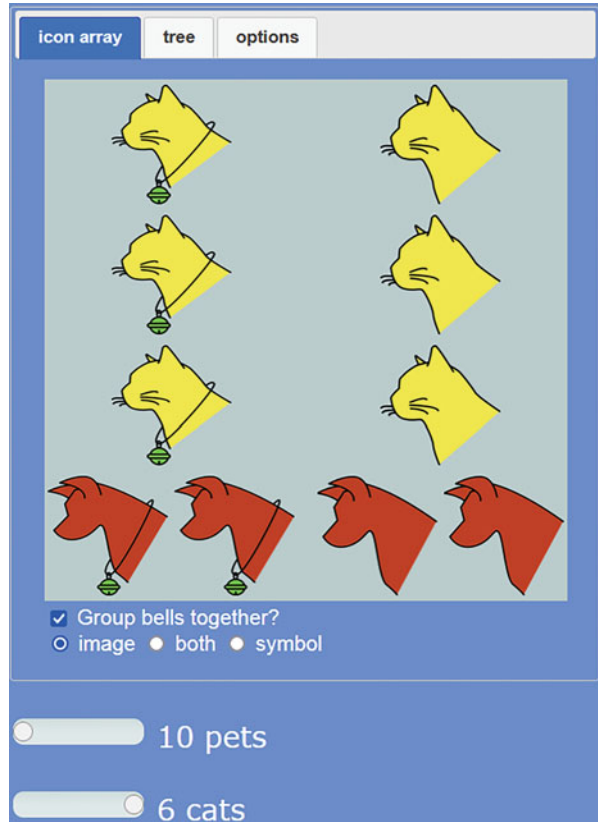 icon array tree options
Group bells together?
image both symbol
10 pets
6 cats